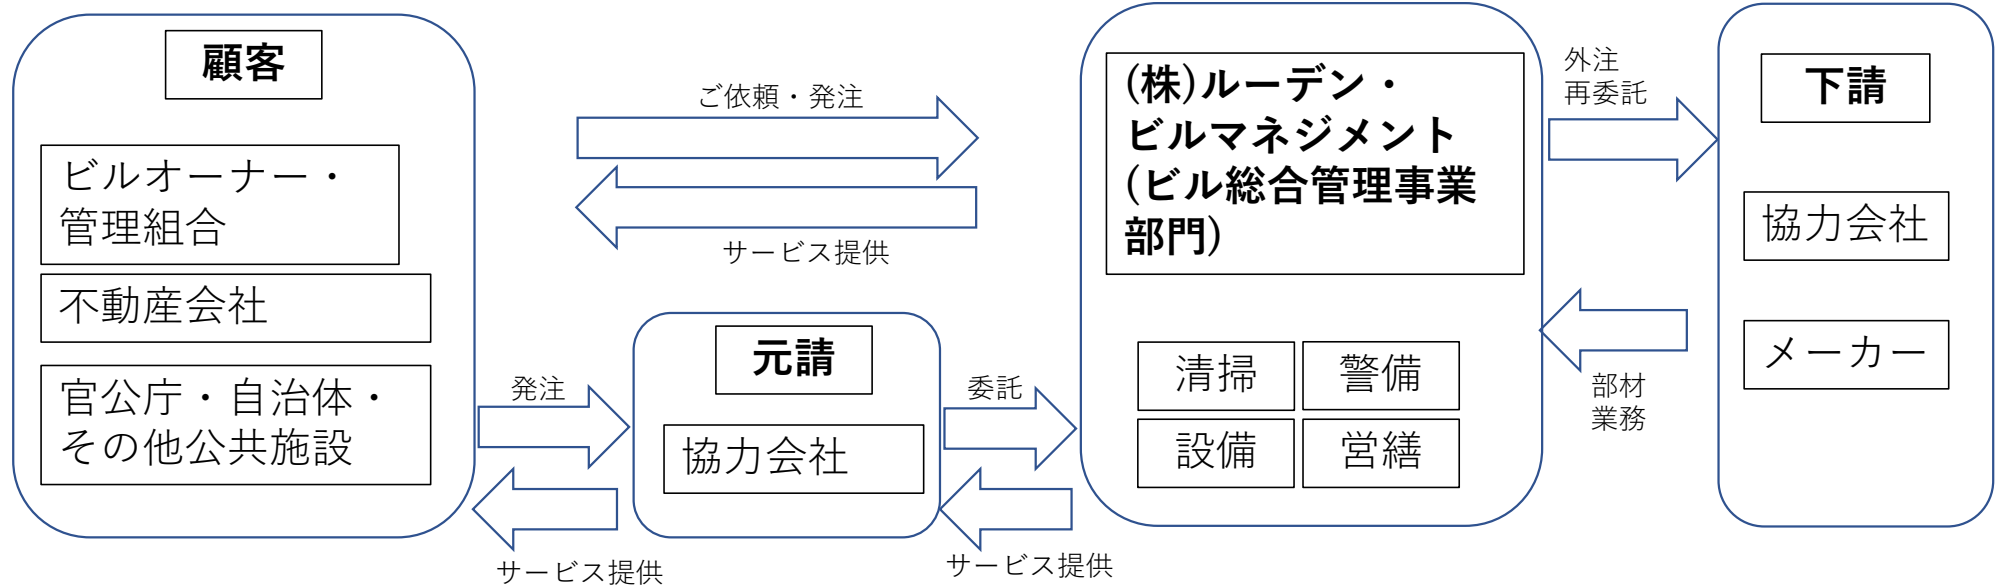 顧客
ビルオーナー・
管理組合
不動産会社
官公庁・自治体・
その他公共施設
ご依頼・発注
サービス提供
発注
サービス提供
元請
協力会社
委託
サービス提供
(株)ルーデン・
ビルマネジメント
(ビル総合管理事業
部門)
清掃
警備
設備
営繕
外注
再委託
部材
業務
下請
協力会社
メーカー